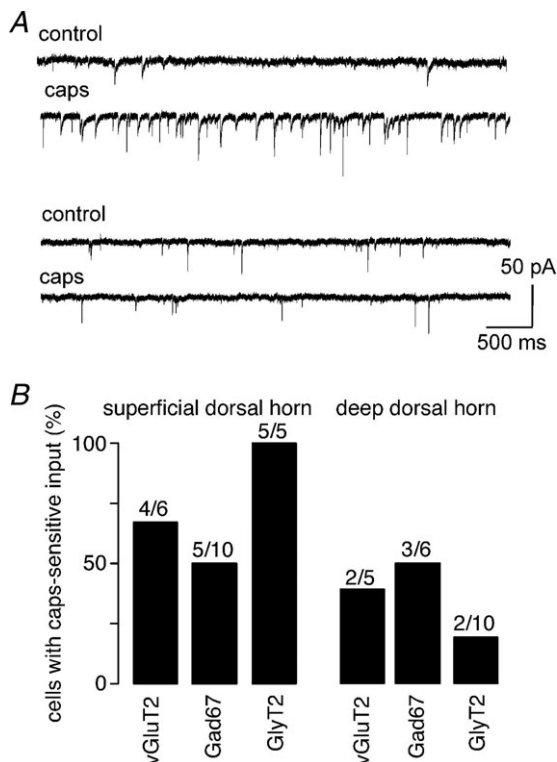 A
control
caps
control
caps
50 pA
500 ms
B
superficial dorsal horn
deep dorsal horn
cells with caps-sensitive input (%)
100
50
0
4/6
5/10
5/5
2/5
3/6
2/10
vGluT2
Gad67
GlyT2
vGluT2
Gad67
GlyT2